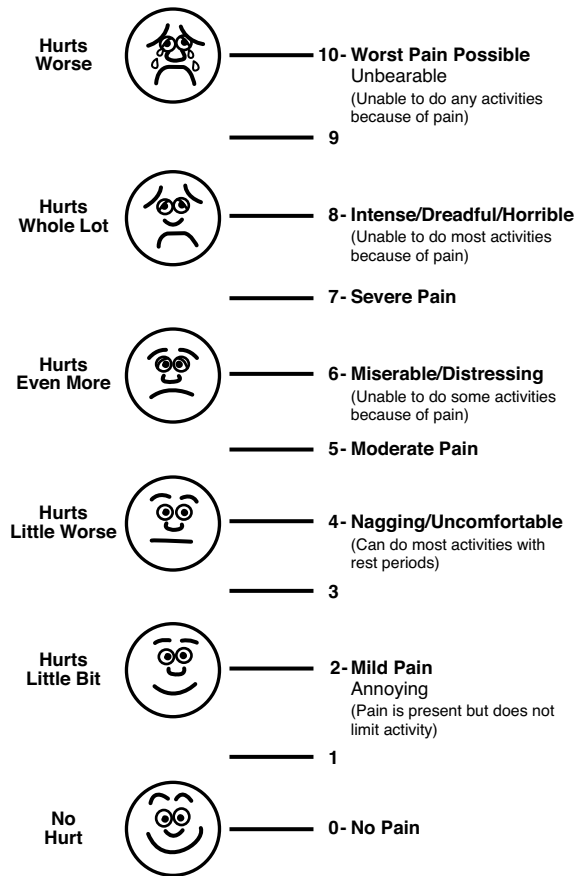 Hurts
Worse
10- Worst Pain Possible
Unbearable
(Unable to do any activities
because of pain)
9
Hurts
Whole Lot
8- Intense/Dreadful/Horrible
(Unable to do most activities
because of pain)
7- Severe Pain
Hurts
Even More
6- Miserable/Distressing
(Unable to do some activities
because of pain)
5- Moderate Pain
Hurts
Little Worse
4- Nagging/Uncomfortable
(Can do most activities with
rest periods)
3
Hurts
Little Bit
2- Mild Pain
Annoying
(Pain is present but does not
limit activity)
1
No
Hurt
0- No Pain